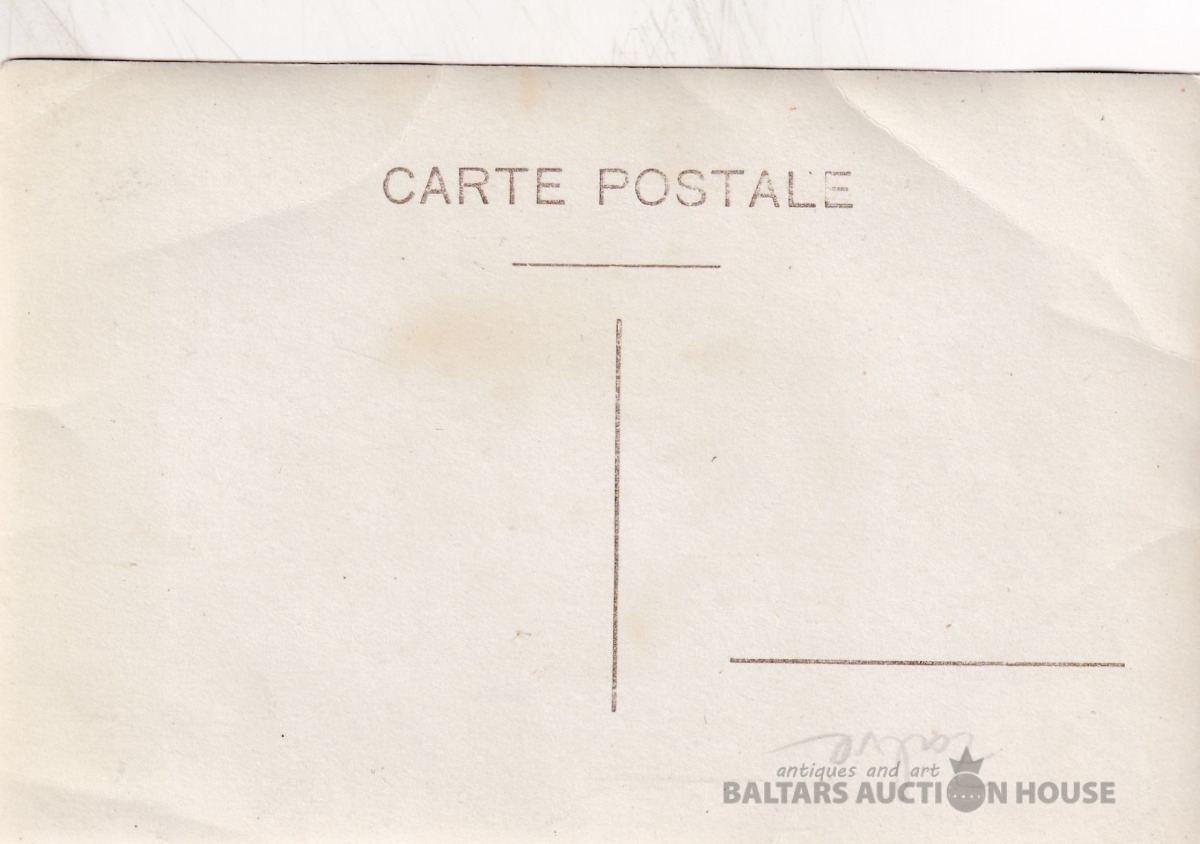 CARTE POSTALE
antiques and art
BALTARS AUCTION HOUSE